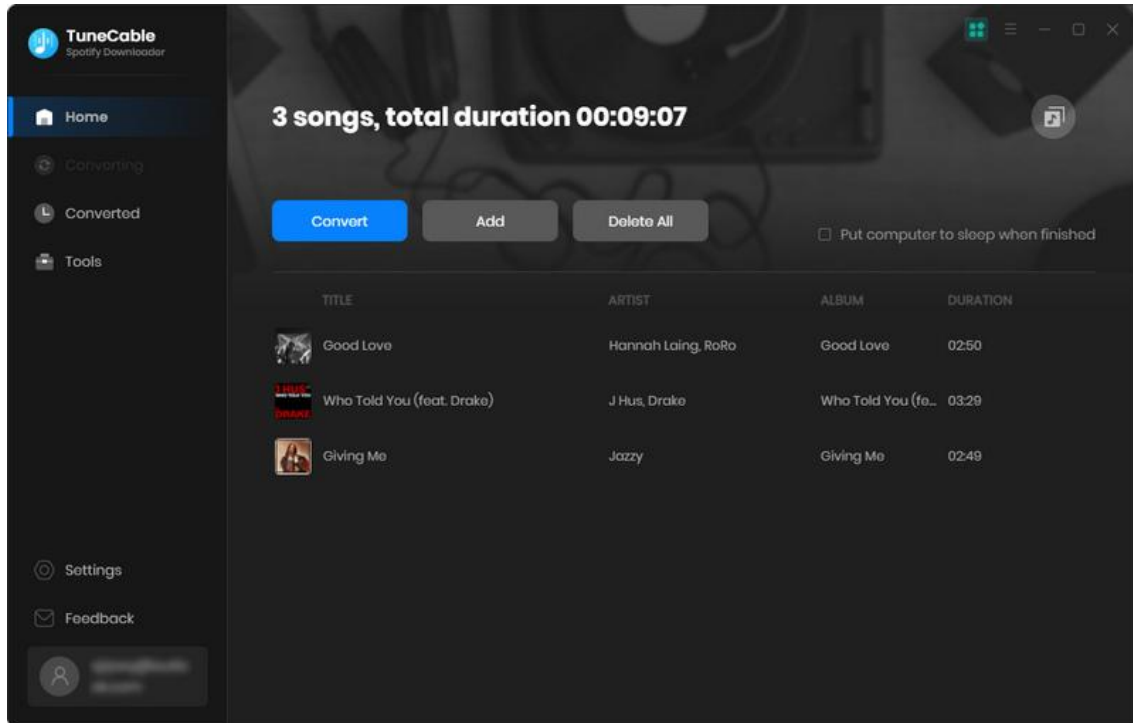 TuneCable
Spotify Downloader
Home
Converting
Converted
Tools
Settings
Feedback
3 songs, total duration 00:09:07
Convert
Add
Delete All
Put computer to sleep when finished
TITLE ARTIST ALBUM DURATION
Good Love Hannah Laing, RoRo Good Love 02:50
J HUS
DRAKE
Who Told You (feat. Drake) J Hus, Drake Who Told You (fe... 03:29
Giving Me Jazzy Giving Me 02:49